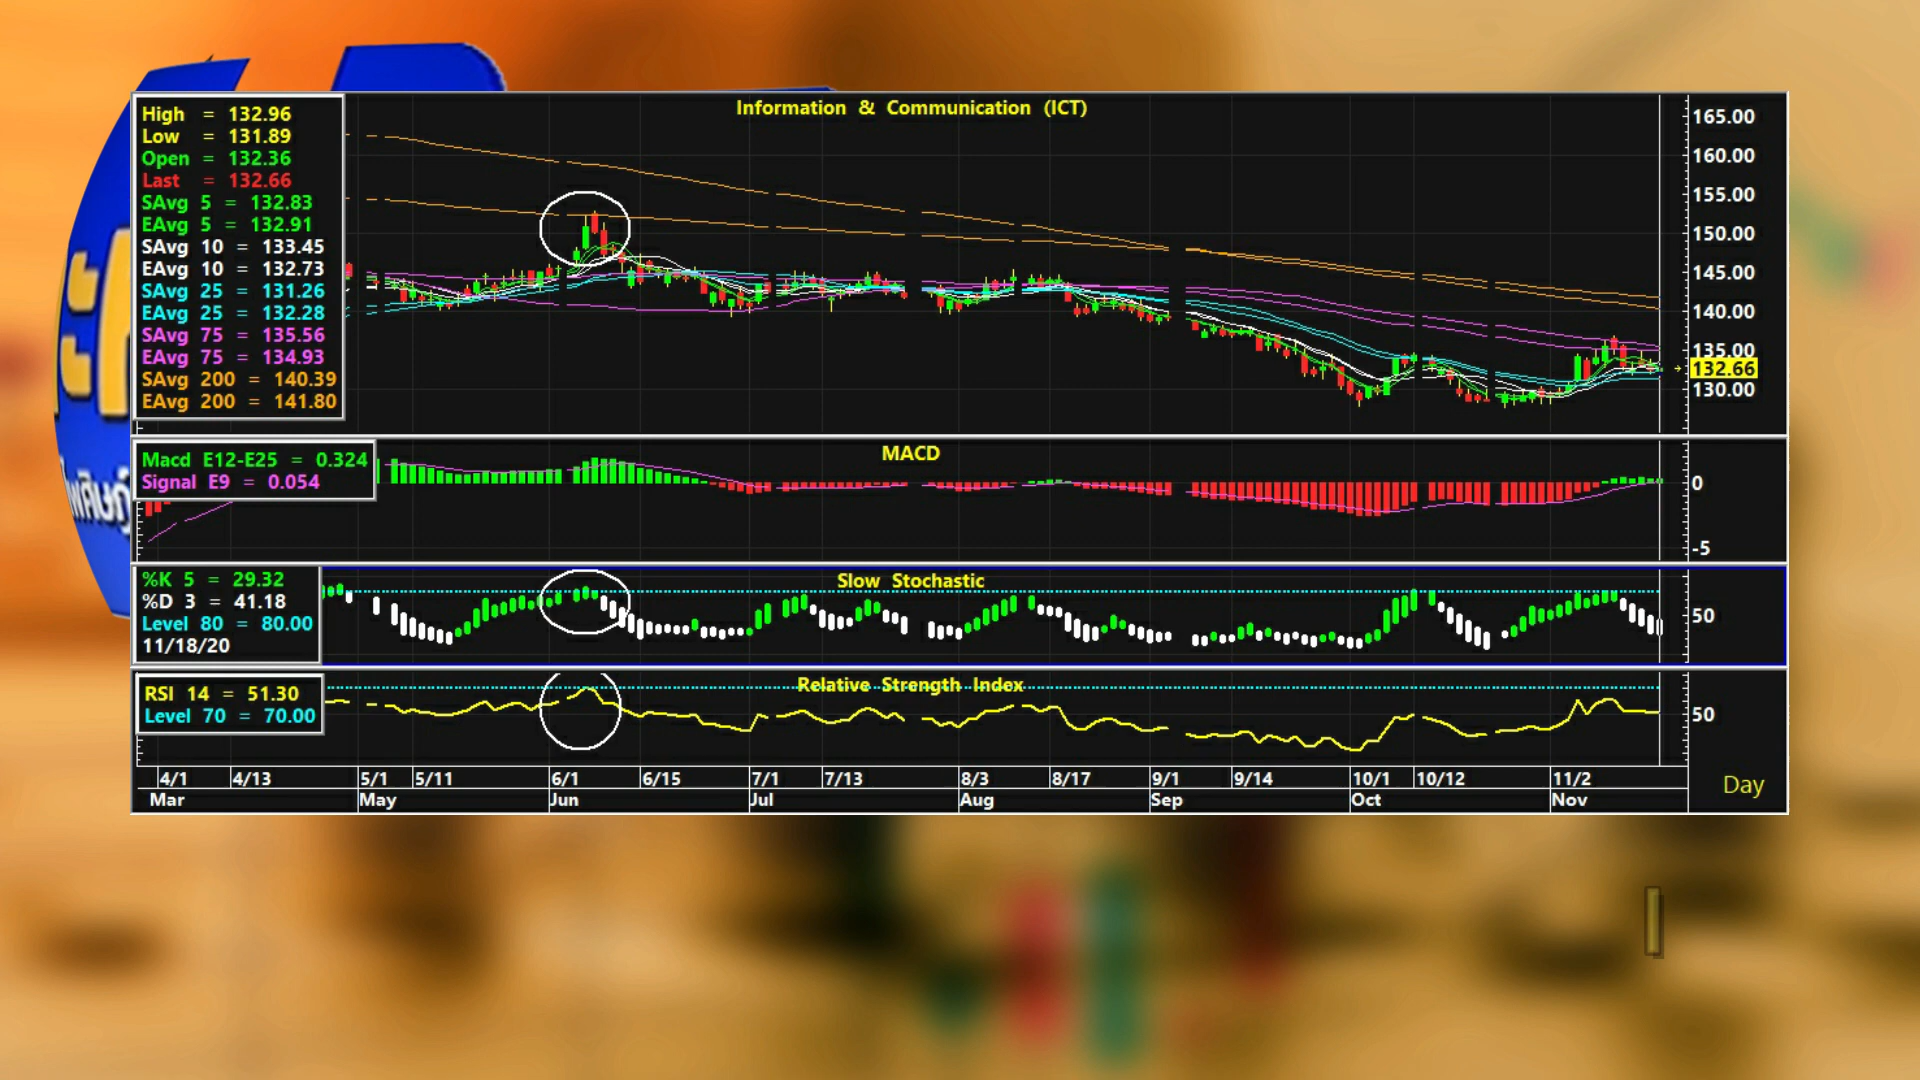 Information & Communication (ICT)
High = 132.96
Low = 131.89
Open = 132.36
Last = 132.66
SAvg 5 = 132.83
EAvg 5 = 132.91
SAvg 10 = 133.45
EAvg 10 = 132.73
SAvg 25 = 131.26
EAvg 25 = 132.28
SAvg 75 = 135.56
EAvg 75 = 134.93
SAvg 200 = 140.39
EAvg 200 = 141.80
165.00
160.00
155.00
150.00
145.00
140.00
135.00
132.66
130.00
MACD
Macd E12-E25 = 0.324
Signal E9 = 0.054
0
-5
Slow Stochastic
%K 5 = 29.32
%D 3 = 41.18
Level 80 = 80.00
11/18/20
50
Relative Strength Index
RSI 14 = 51.30
Level 70 = 70.00
50
4/1 4/13 5/1 5/11 6/1 6/15 7/1 7/13 8/3 8/17 9/1 9/14 10/1 10/12 11/2
Mar May Jun Jul Aug Sep Oct Nov
Day